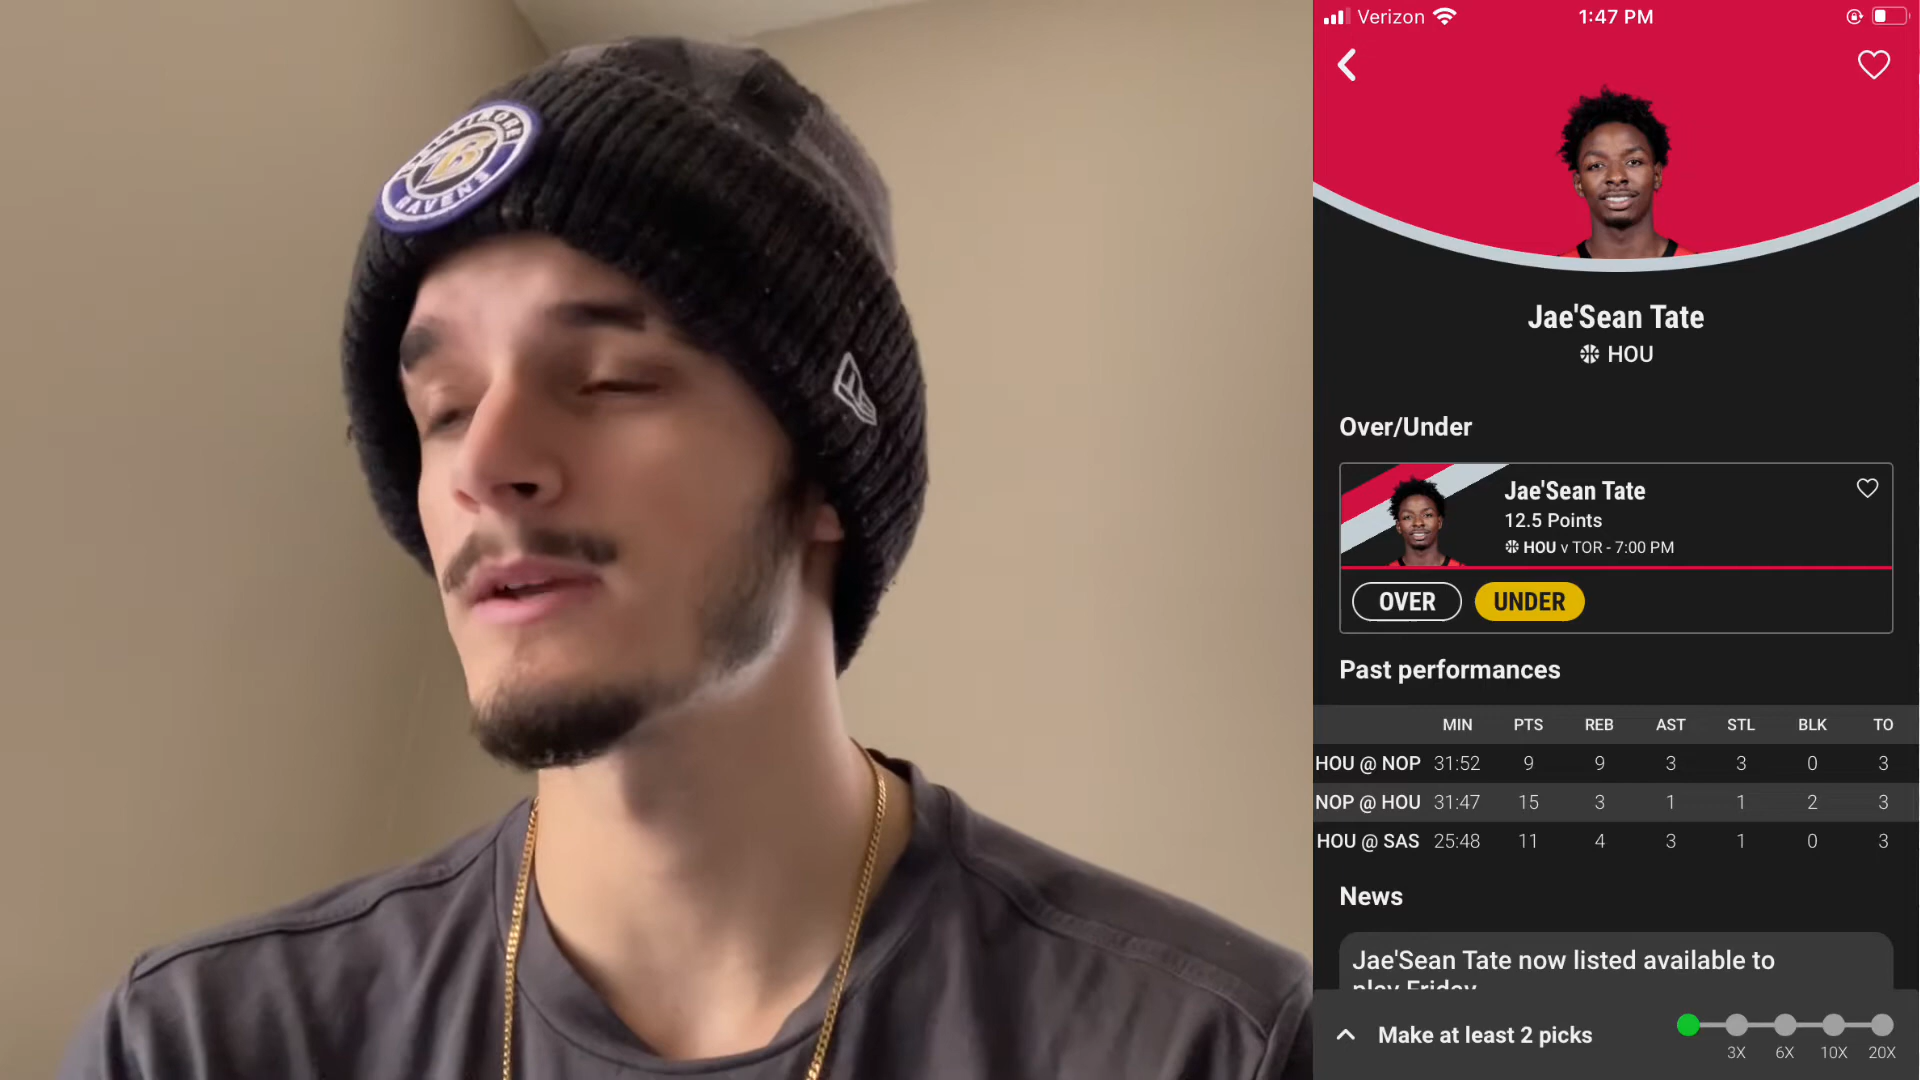 BALTIMORE
B
RAVENS
Verizon
1:47 PM
Jae'Sean Tate
HOU
Over/Under
Jae'Sean Tate
12.5 Points
HOU v TOR - 7:00 PM
OVER
UNDER
Past performances
MIN PTS REB AST STL BLK TO
HOU @ NOP 31:52 9 9 3 3 0 3
NOP @ HOU 31:47 15 3 1 1 2 3
HOU @ SAS 25:48 11 4 3 1 0 3
News
Jae'Sean Tate now listed available to
play Friday
Make at least 2 picks
3X 6X 10X 20X